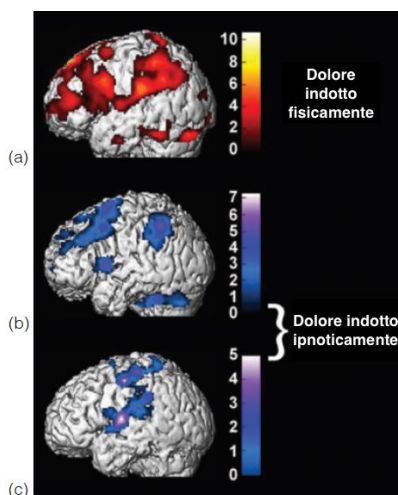 10
8
6
4
2
0
Dolore
indotto
fisicamente
(a)
7
6
5
4
3
2
1
0
(b)
Dolore indotto
ipnoticamente
5
4
3
2
1
0
(c)